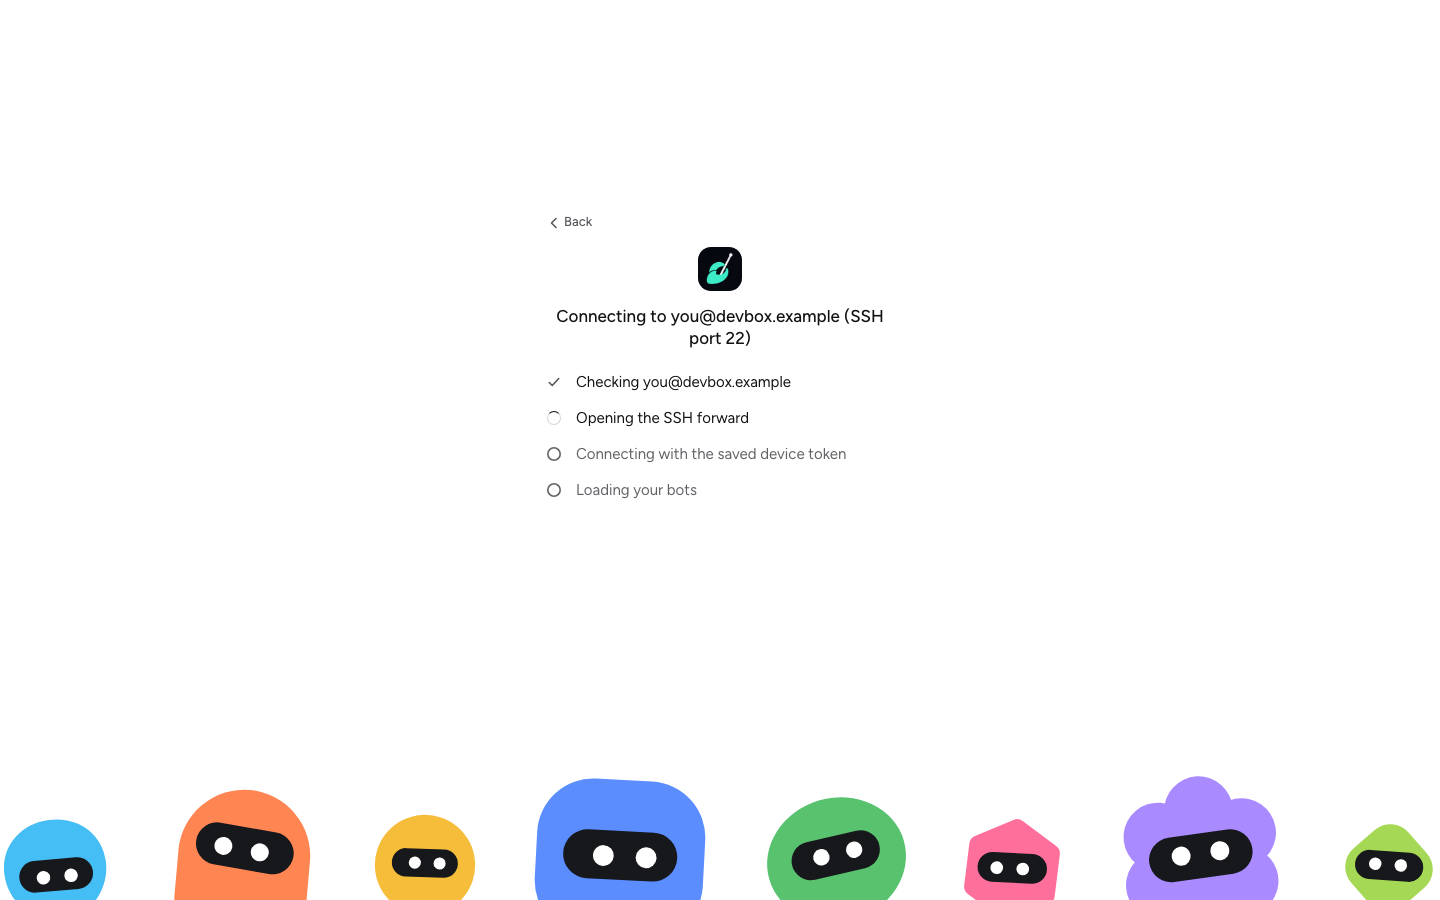 Back
Connecting to you@devbox.example (SSH
port 22)
Checking you@devbox.example
Opening the SSH forward
Connecting with the saved device token
Loading your bots